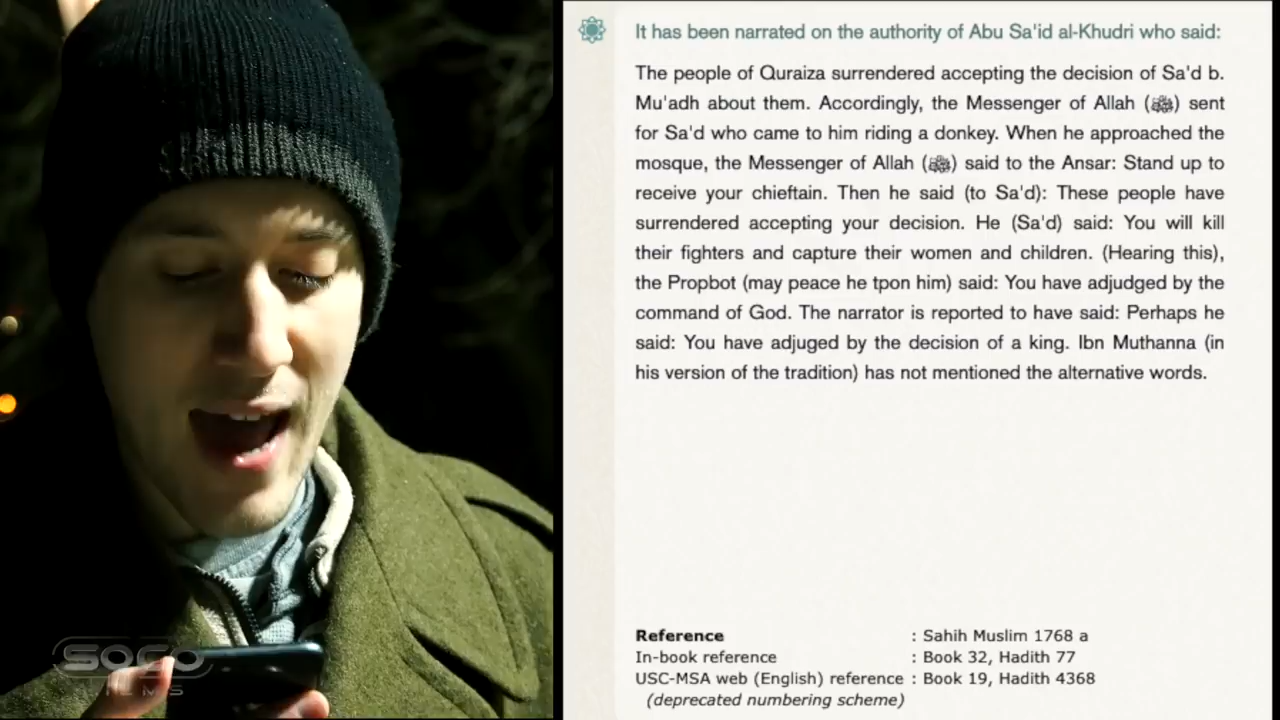 It has been narrated on the authority of Abu Sa'id al-Khudri who said:
The people of Quraiza surrendered accepting the decision of Sa'd b.
Mu'adh about them. Accordingly, the Messenger of Allah (ﷺ) sent
for Sa'd who came to him riding a donkey. When he approached the
mosque, the Messenger of Allah (ﷺ) said to the Ansar: Stand up to
receive your chieftain. Then he said (to Sa'd): These people have
surrendered accepting your decision. He (Sa'd) said: You will kill
their fighters and capture their women and children. (Hearing this),
the Propbot (may peace he tpon him) said: You have adjudged by the
command of God. The narrator is reported to have said: Perhaps he
said: You have adjuged by the decision of a king. Ibn Muthanna (in
his version of the tradition) has not mentioned the alternative words.
Reference : Sahih Muslim 1768 a
In-book reference : Book 32, Hadith 77
USC-MSA web (English) reference : Book 19, Hadith 4368
(deprecated numbering scheme)
SOCO
FILMS